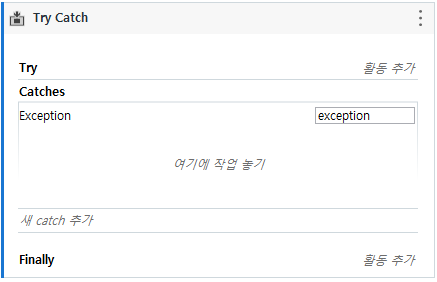 Try Catch
Try 활동 추가
Catches
Exception exception
여기에 작업 놓기
새 catch 추가
Finally 활동 추가